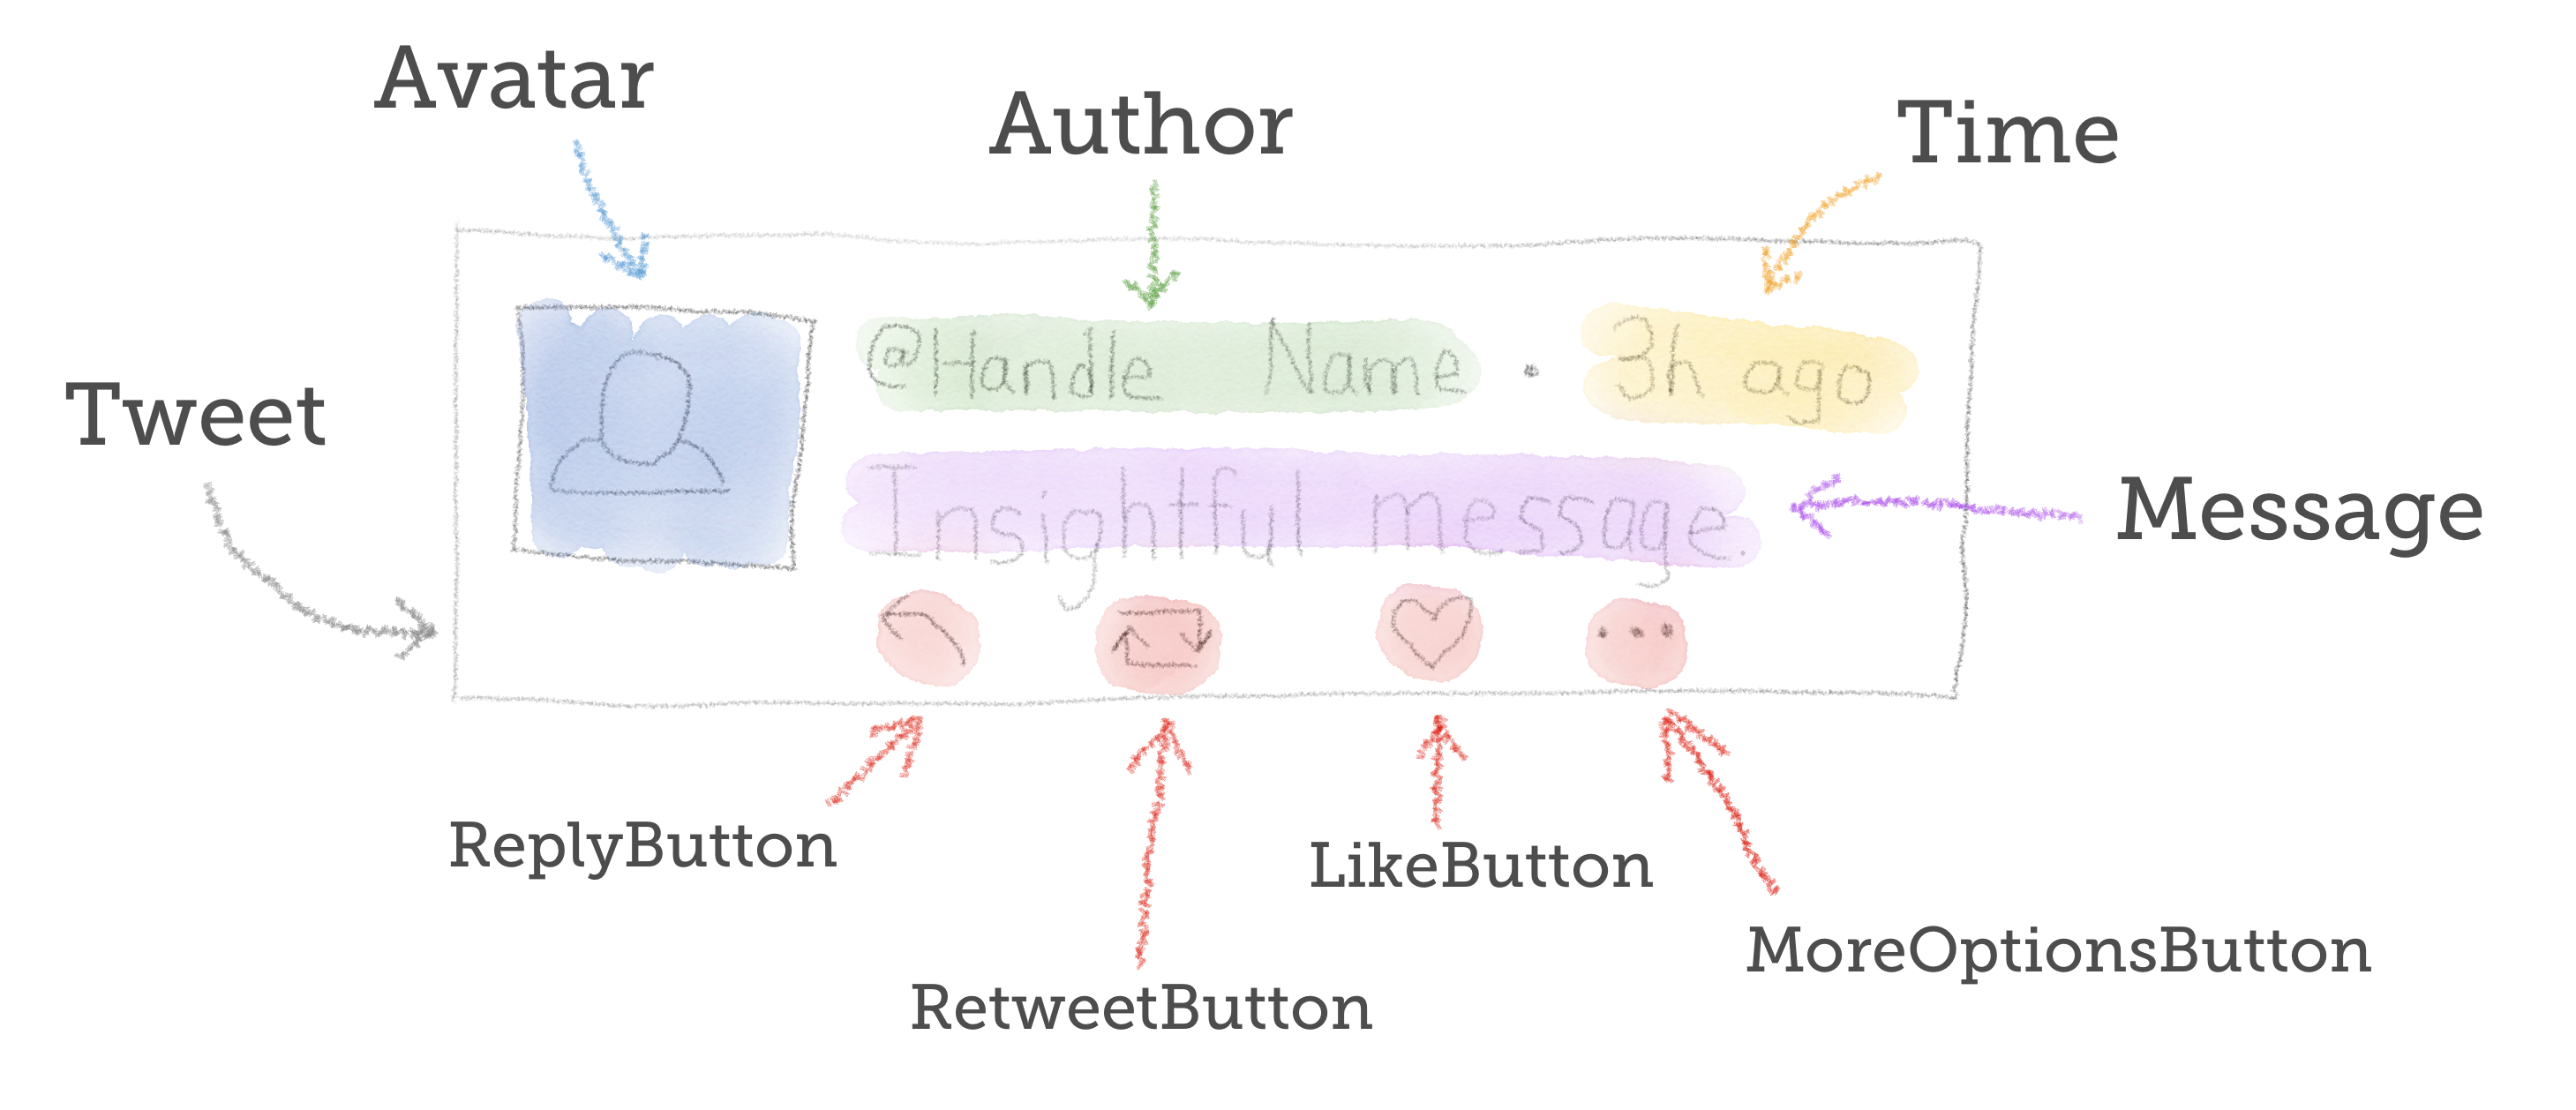 Avatar
Author
Time
@Handle Name · 3h ago
Tweet
Insightful message.
Message
ReplyButton
LikeButton
MoreOptionsButton
RetweetButton